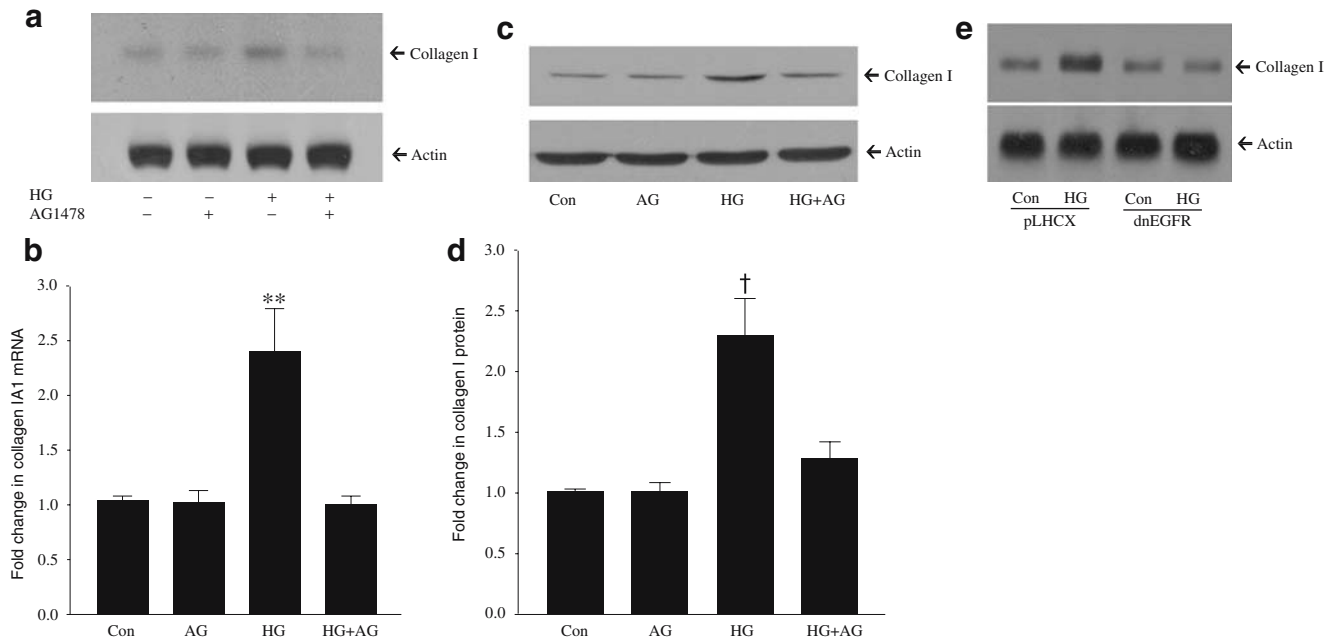 a
← Collagen I
← Actin
HG − − + +
AG1478 − + − +
b
Fold change in collagen IA1 mRNA
3.0
2.5
2.0
1.5
1.0
0.5
0.0
**
Con AG HG HG+AG
c
← Collagen I
← Actin
Con AG HG HG+AG
d
Fold change in collagen I protein
3.0
2.5
2.0
1.5
1.0
0.5
0.0
†
Con AG HG HG+AG
e
← Collagen I
← Actin
Con HG Con HG
pLHCX dnEGFR